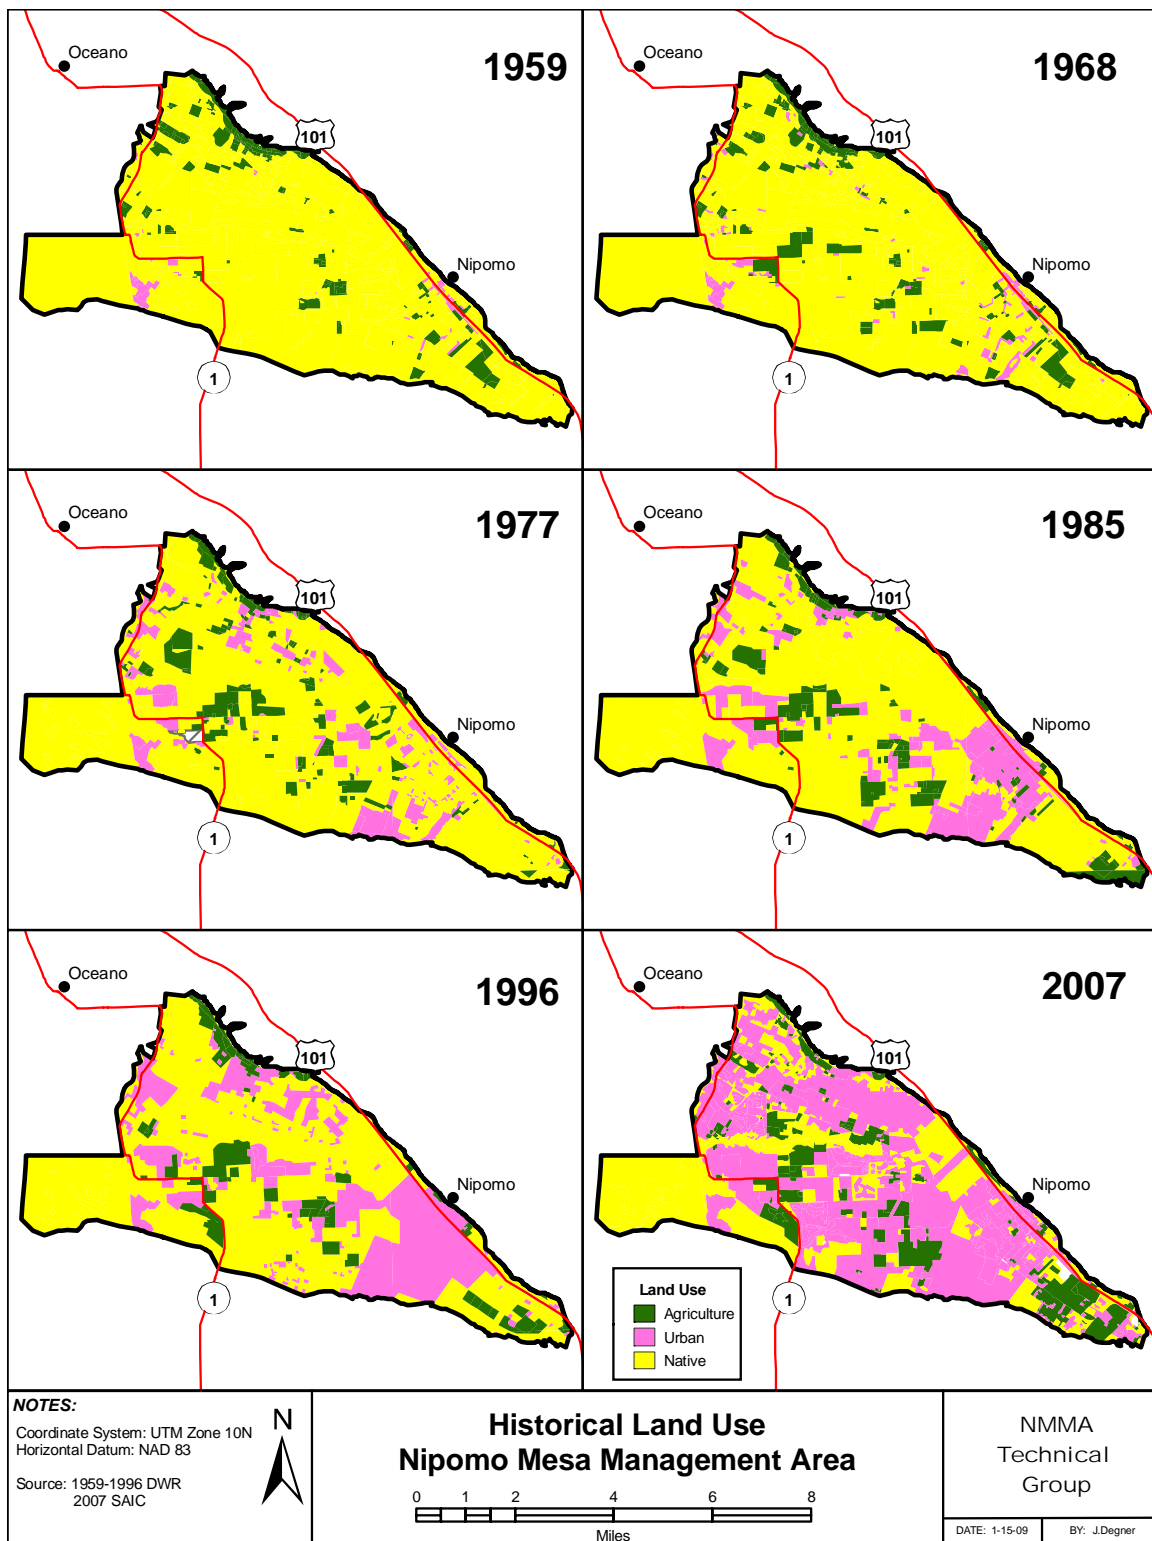 Oceano
1959
101
Nipomo
1
Oceano
1968
101
Nipomo
1
Oceano
1977
101
Nipomo
1
Oceano
1985
101
Nipomo
1
Oceano
1996
101
Nipomo
1
Oceano
2007
101
Nipomo
1
Land Use
Agriculture
Urban
Native
NOTES:
Coordinate System: UTM Zone 10N
Horizontal Datum: NAD 83
Source: 1959-1996 DWR
2007 SAIC
N
Historical Land Use
Nipomo Mesa Management Area
0 1 2 4 6 8
Miles
NMMA
Technical
Group
DATE: 1-15-09
BY: J.Degner